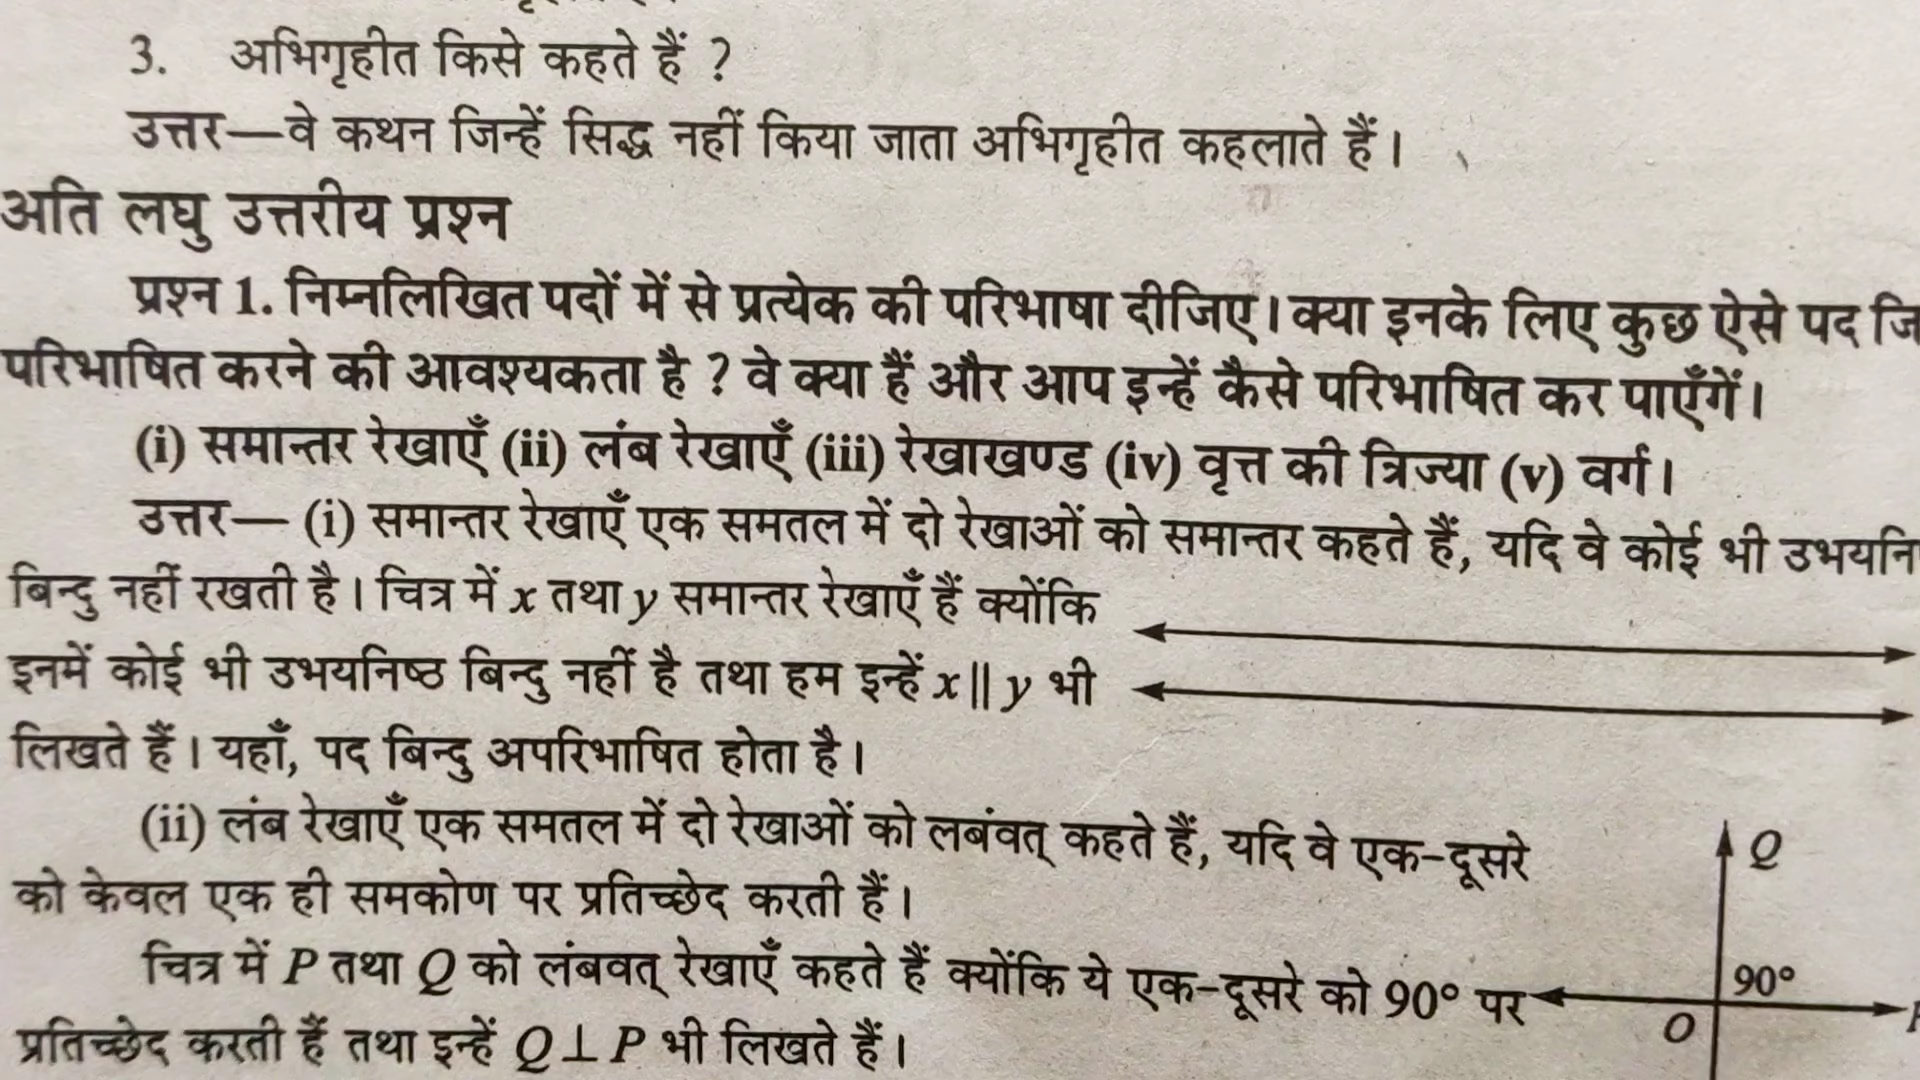 3. अभिगृहीत किसे कहते हैं ?
उत्तर—वे कथन जिन्हें सिद्ध नहीं किया जाता अभिगृहीत कहलाते हैं।
अति लघु उत्तरीय प्रश्न
प्रश्न 1. निम्नलिखित पदों में से प्रत्येक की परिभाषा दीजिए। क्या इनके लिए कुछ ऐसे पद
परिभाषित करने की आवश्यकता है ? वे क्या हैं और आप इन्हें कैसे परिभाषित कर पाएँगें।
(i) समान्तर रेखाएँ (ii) लंब रेखाएँ (iii) रेखाखण्ड (iv) वृत्त की त्रिज्या (v) वर्ग।
उत्तर— (i) समान्तर रेखाएँ एक समतल में दो रेखाओं को समान्तर कहते हैं, यदि वे कोई भी उभयनि
बिन्दु नहीं रखती है। चित्र में x तथा y समान्तर रेखाएँ हैं क्योंकि
इनमें कोई भी उभयनिष्ठ बिन्दु नहीं है तथा हम इन्हें x || y भी
लिखते हैं। यहाँ, पद बिन्दु अपरिभाषित होता है।
(ii) लंब रेखाएँ एक समतल में दो रेखाओं को लबंवत् कहते हैं, यदि वे एक-दूसरे
को केवल एक ही समकोण पर प्रतिच्छेद करती हैं।
चित्र में P तथा Q को लंबवत् रेखाएँ कहते हैं क्योंकि ये एक-दूसरे को 90° पर
प्रतिच्छेद करती हैं तथा इन्हें Q ⊥ P भी लिखते हैं।
Q
90°
O